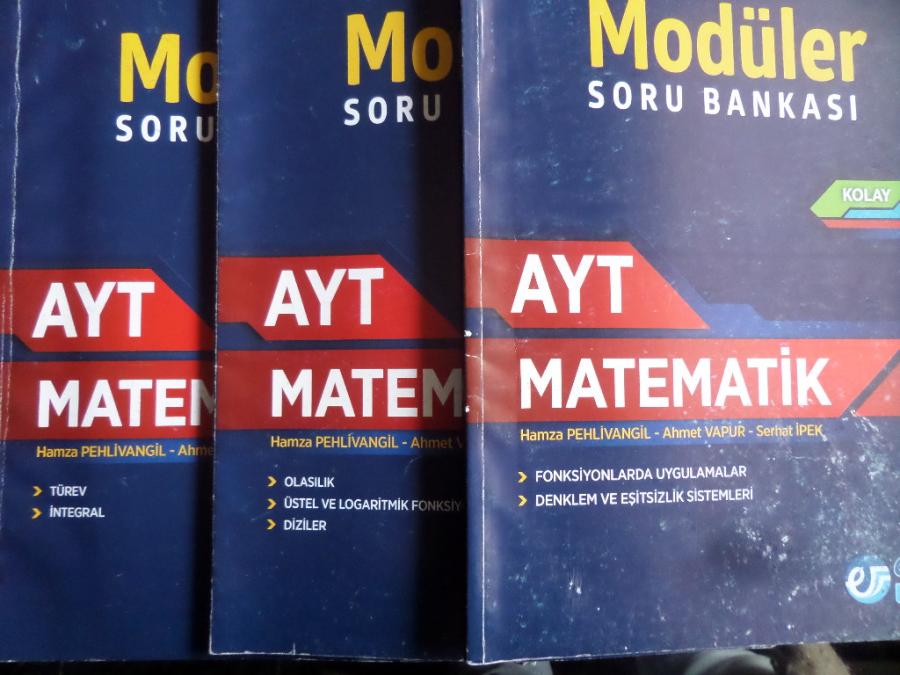 Mo
SORU
AYT
MATEM
Hamza PEHLİVANGİL - Ahme
TÜREV
İNTEGRAL
Mo
SORU
AYT
MATEM
Hamza PEHLİVANGİL - Ahmet V
OLASILIK
ÜSTEL VE LOGARİTMİK FONKSİY
DİZİLER
Modüler
SORU BANKASI
KOLAY
AYT
MATEMATİK
Hamza PEHLİVANGİL - Ahmet VAPUR - Serhat İPEK
FONKSİYONLARDA UYGULAMALAR
DENKLEM VE EŞİTSİZLİK SİSTEMLERİ